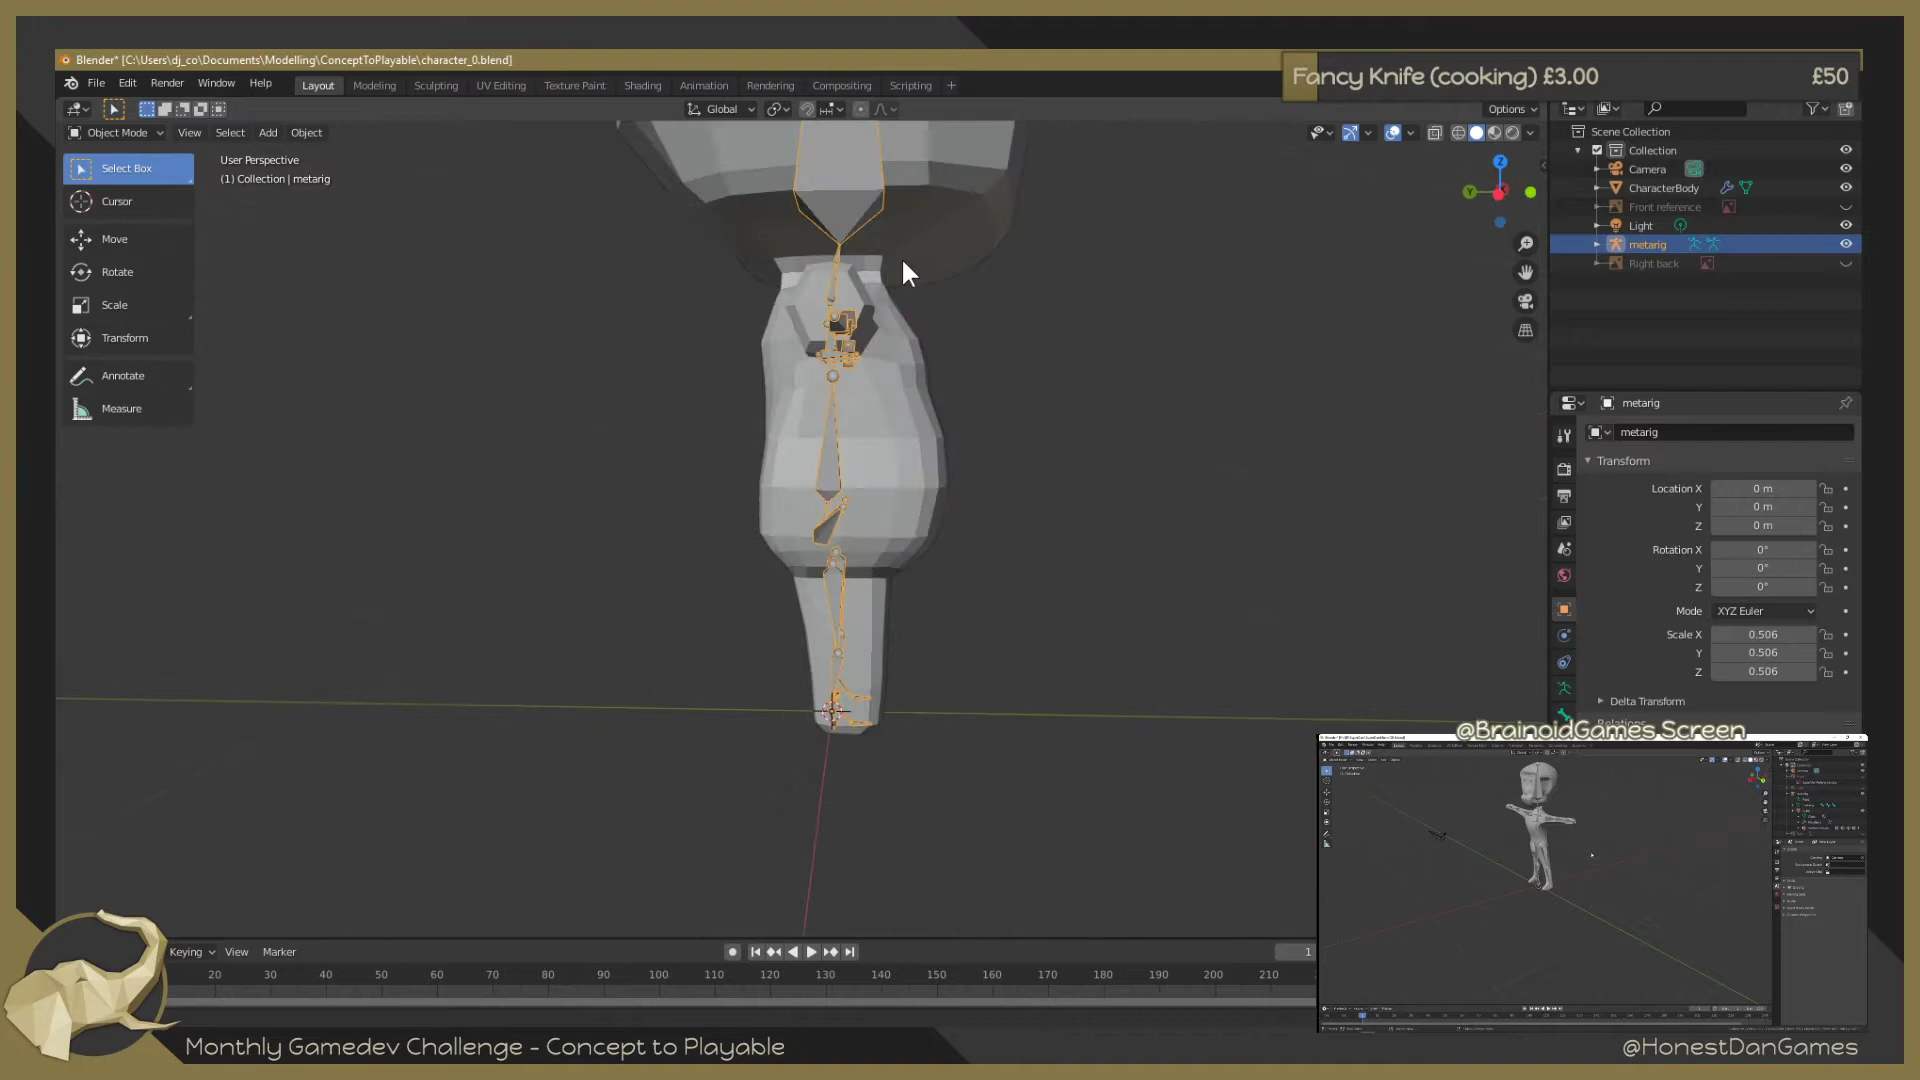 Blender* [C:\Users\dj_co\Documents\Modelling\ConceptToPlayable\character_0.blend]
Fancy Knife (cooking) £3.00 £50
File Edit Render Window Help Layout Modeling Sculpting UV Editing Texture Paint Shading Animation Rendering Compositing Scripting +
Global Options
Object Mode View Select Add Object
Scene Collection
Collection
Camera
CharacterBody
Front reference
Light
metarig
Right back
Select Box
Cursor
Move
Rotate
Scale
Transform
Annotate
Measure
User Perspective
(1) Collection | metarig
Z
Y
metarig
metarig
Transform
Location X 0 m
Y 0 m
Z 0 m
Rotation X 0°
Y 0°
Z 0°
Mode XYZ Euler
Scale X 0.506
Y 0.506
Z 0.506
Delta Transform
Relations
@BrainoidGames Screen
Keying View Marker 1
20 30 40 50 60 70 80 90 100 110 120 130 140 150 160 170 180 190 200 210
Monthly Gamedev Challenge - Concept to Playable
@HonestDanGames